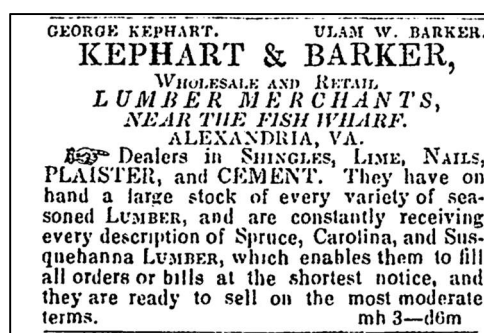 GEORGE KEPHART. ULAM W. BARKER.
KEPHART & BARKER,
WHOLESALE AND RETAIL
LUMBER MERCHANTS,
NEAR THE FISH WHARF.
ALEXANDRIA, VA.
☞ Dealers in SHINGLES, LIME, NAILS,
PLAISTER, and CEMENT. They have on
hand a large stock of every variety of sea-
soned LUMBER, and are constantly receiving
every description of Spruce, Carolina, and Sus-
quehanna LUMBER, which enables them to fill
all orders or bills at the shortest notice, and
they are ready to sell on the most moderate
terms. mh 3—d6m